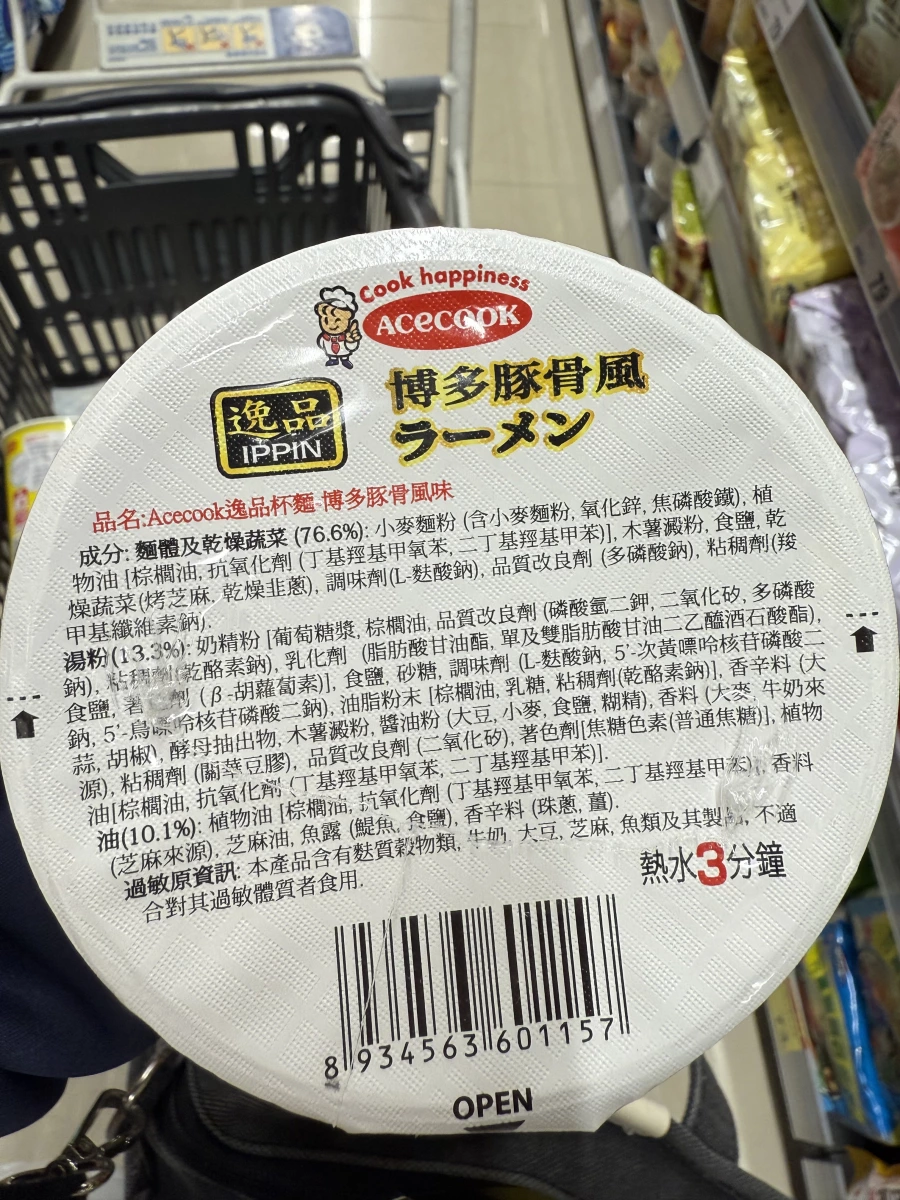 Cook happiness
ACECOOK
逸品
IPPIN
博多豚骨風
ラーメン
品名:Acecook逸品杯麵 博多豚骨風味
成分: 麵體及乾燥蔬菜 (76.6%): 小麥麵粉 (含小麥麵粉, 氧化鋅, 焦磷酸鐵), 植
物油 [棕櫚油, 抗氧化劑 (丁基羥基甲氧苯, 二丁基羥基甲苯)], 木薯澱粉, 食鹽, 乾
燥蔬菜(烤芝麻, 乾燥韭蔥), 調味劑(L-麩酸鈉), 品質改良劑 (多磷酸鈉), 粘稠劑(羧
甲基纖維素鈉).
湯粉(13.3%): 奶精粉 [葡萄糖漿, 棕櫚油, 品質改良劑 (磷酸氫二鉀, 二氧化矽, 多磷酸
鈉), 粘稠劑(乾酪素鈉), 乳化劑 (脂肪酸甘油酯, 單及雙脂肪酸甘油二乙醯酒石酸酯),
食鹽, 著 劑 (β-胡蘿蔔素)], 食鹽, 砂糖, 調味劑 (L-麩酸鈉, 5'-次黃嘌呤核苷磷酸二
鈉, 5'-鳥嘌呤核苷磷酸二鈉), 油脂粉末 [棕櫚油, 乳糖, 粘稠劑(乾酪素鈉)], 香辛料 (大
蒜, 胡椒), 酵母抽出物, 木薯澱粉, 醬油粉 (大豆, 小麥, 食鹽, 糊精), 香料 (大麥, 牛奶來
源), 粘稠劑 (關華豆膠), 品質改良劑 (二氧化矽), 著色劑[焦糖色素(普通焦糖)], 植物
油[棕櫚油, 抗氧化劑 (丁基羥基甲氧苯, 二丁基羥基甲苯)].
油(10.1%): 植物油 [棕櫚油, 抗氧化劑 (丁基羥基甲氧苯, 二丁基羥基甲苯)], 香料
(芝麻來源), 芝麻油, 魚露 (鯷魚, 食鹽), 香辛料 (珠蔥, 薑).
過敏原資訊: 本產品含有麩質穀物類, 牛奶, 大豆, 芝麻, 魚類及其製品, 不適
合對其過敏體質者食用.
熱水3分鐘
8 934563 601157
OPEN